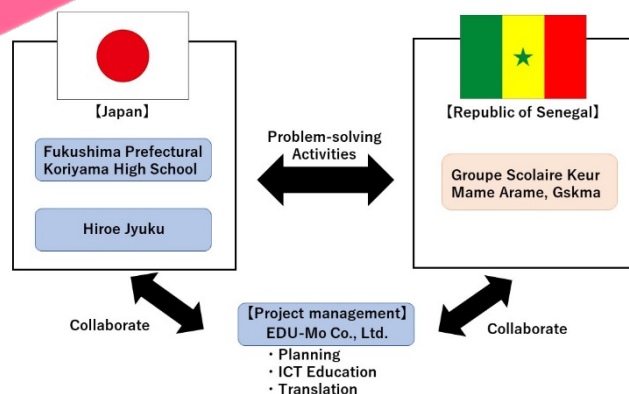 【Japan】
Fukushima Prefectural
Koriyama High School
Hiroe Jyuku
Problem-solving
Activities
【Republic of Senegal】
Groupe Scolaire Keur
Mame Arame, Gskma
Collaborate
【Project management】
EDU-Mo Co., Ltd.
・Planning
・ICT Education
・Translation
Collaborate